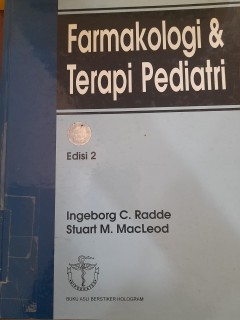 Farmakologi &
Terapi Pediatri
Edisi 2
Ingeborg C. Radde
Stuart M. MacLeod
BUKU ASLI BERSTIKER HOLOGRAM